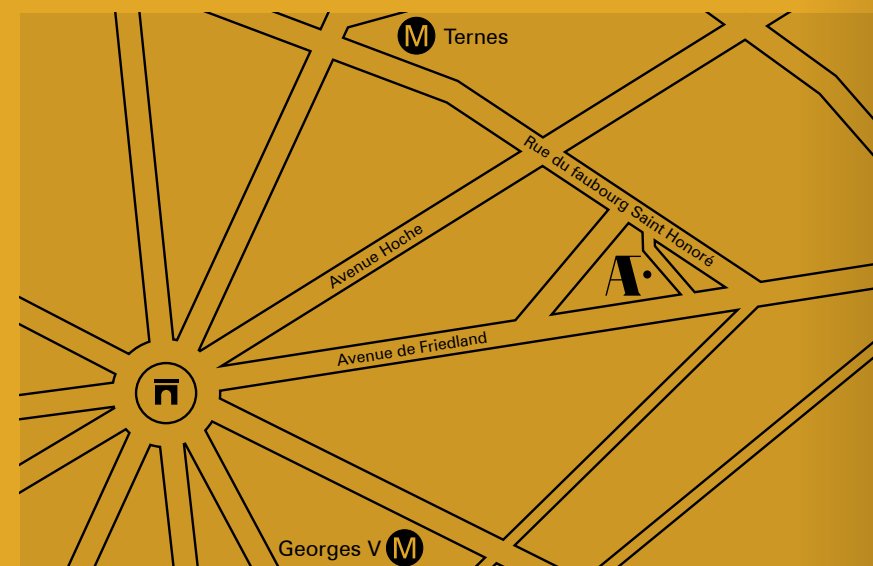 M Ternes
Rue du faubourg Saint Honoré
Avenue Hoche
A
Avenue de Friedland
Georges V M